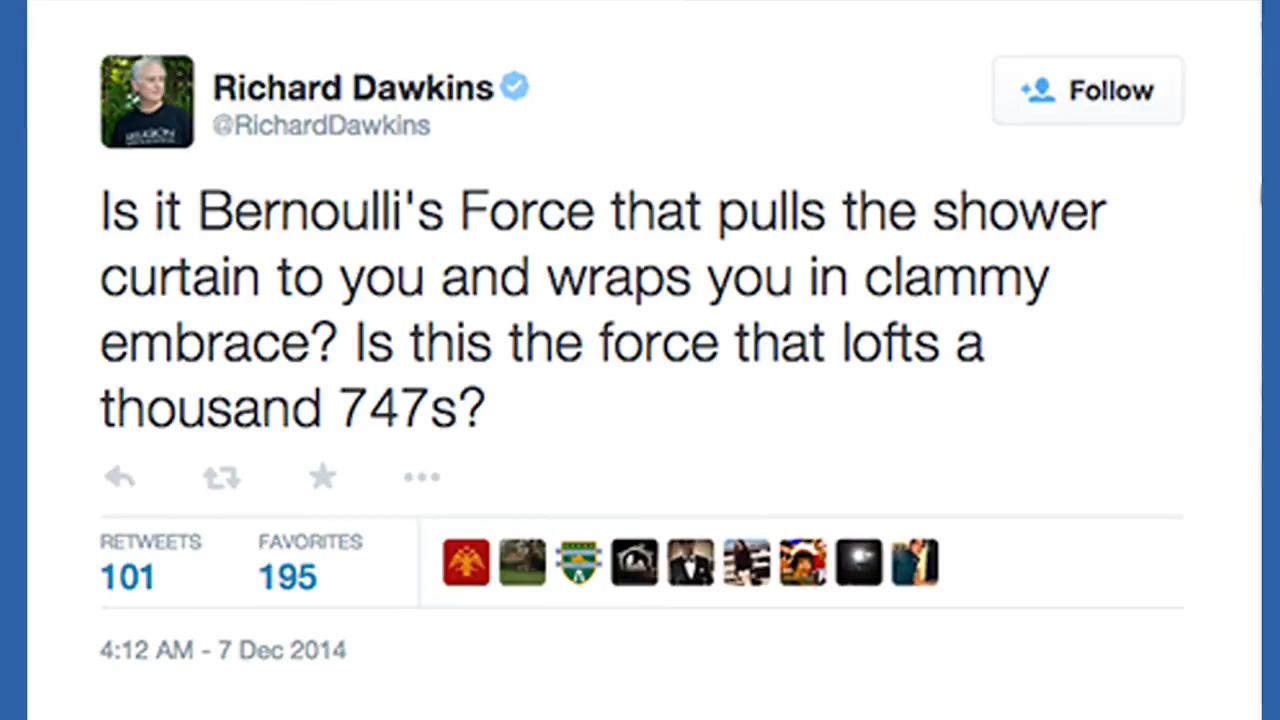 Richard Dawkins
@RichardDawkins
Follow
Is it Bernoulli's Force that pulls the shower
curtain to you and wraps you in clammy
embrace? Is this the force that lofts a
thousand 747s?
RETWEETS
FAVORITES
101
195
4:12 AM - 7 Dec 2014